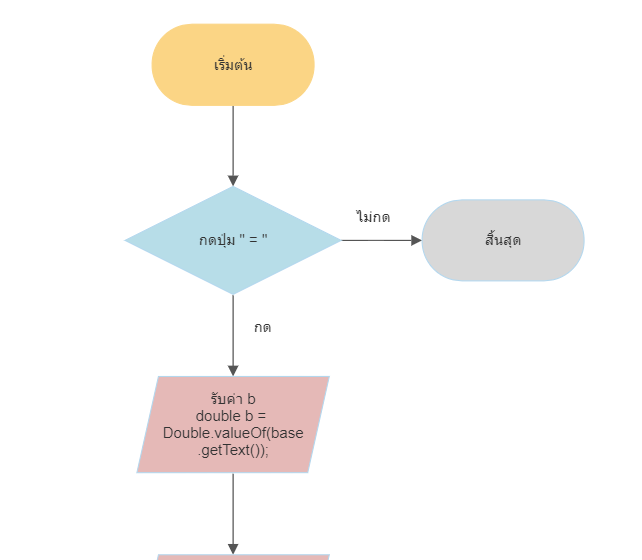 เริ่มต้น
กดปุ่ม " = "
ไม่กด
สิ้นสุด
กด
รับค่า b
double b =
Double.valueOf(base
.getText());